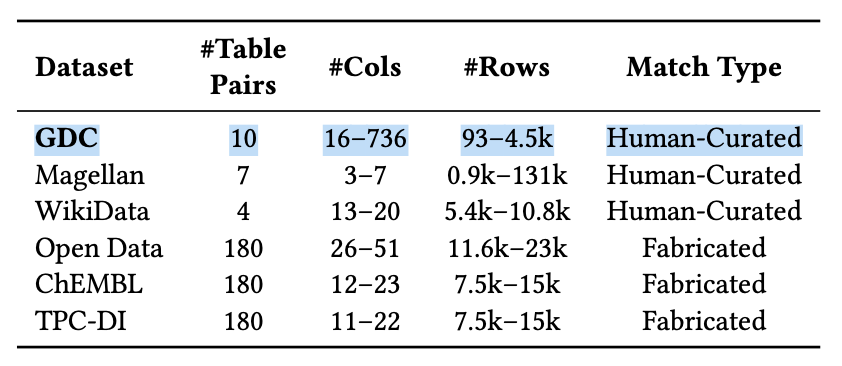 Dataset #Table Pairs #Cols #Rows Match Type
GDC 10 16–736 93–4.5k Human-Curated
Magellan 7 3–7 0.9k–131k Human-Curated
WikiData 4 13–20 5.4k–10.8k Human-Curated
Open Data 180 26–51 11.6k–23k Fabricated
ChEMBL 180 12–23 7.5k–15k Fabricated
TPC-DI 180 11–22 7.5k–15k Fabricated